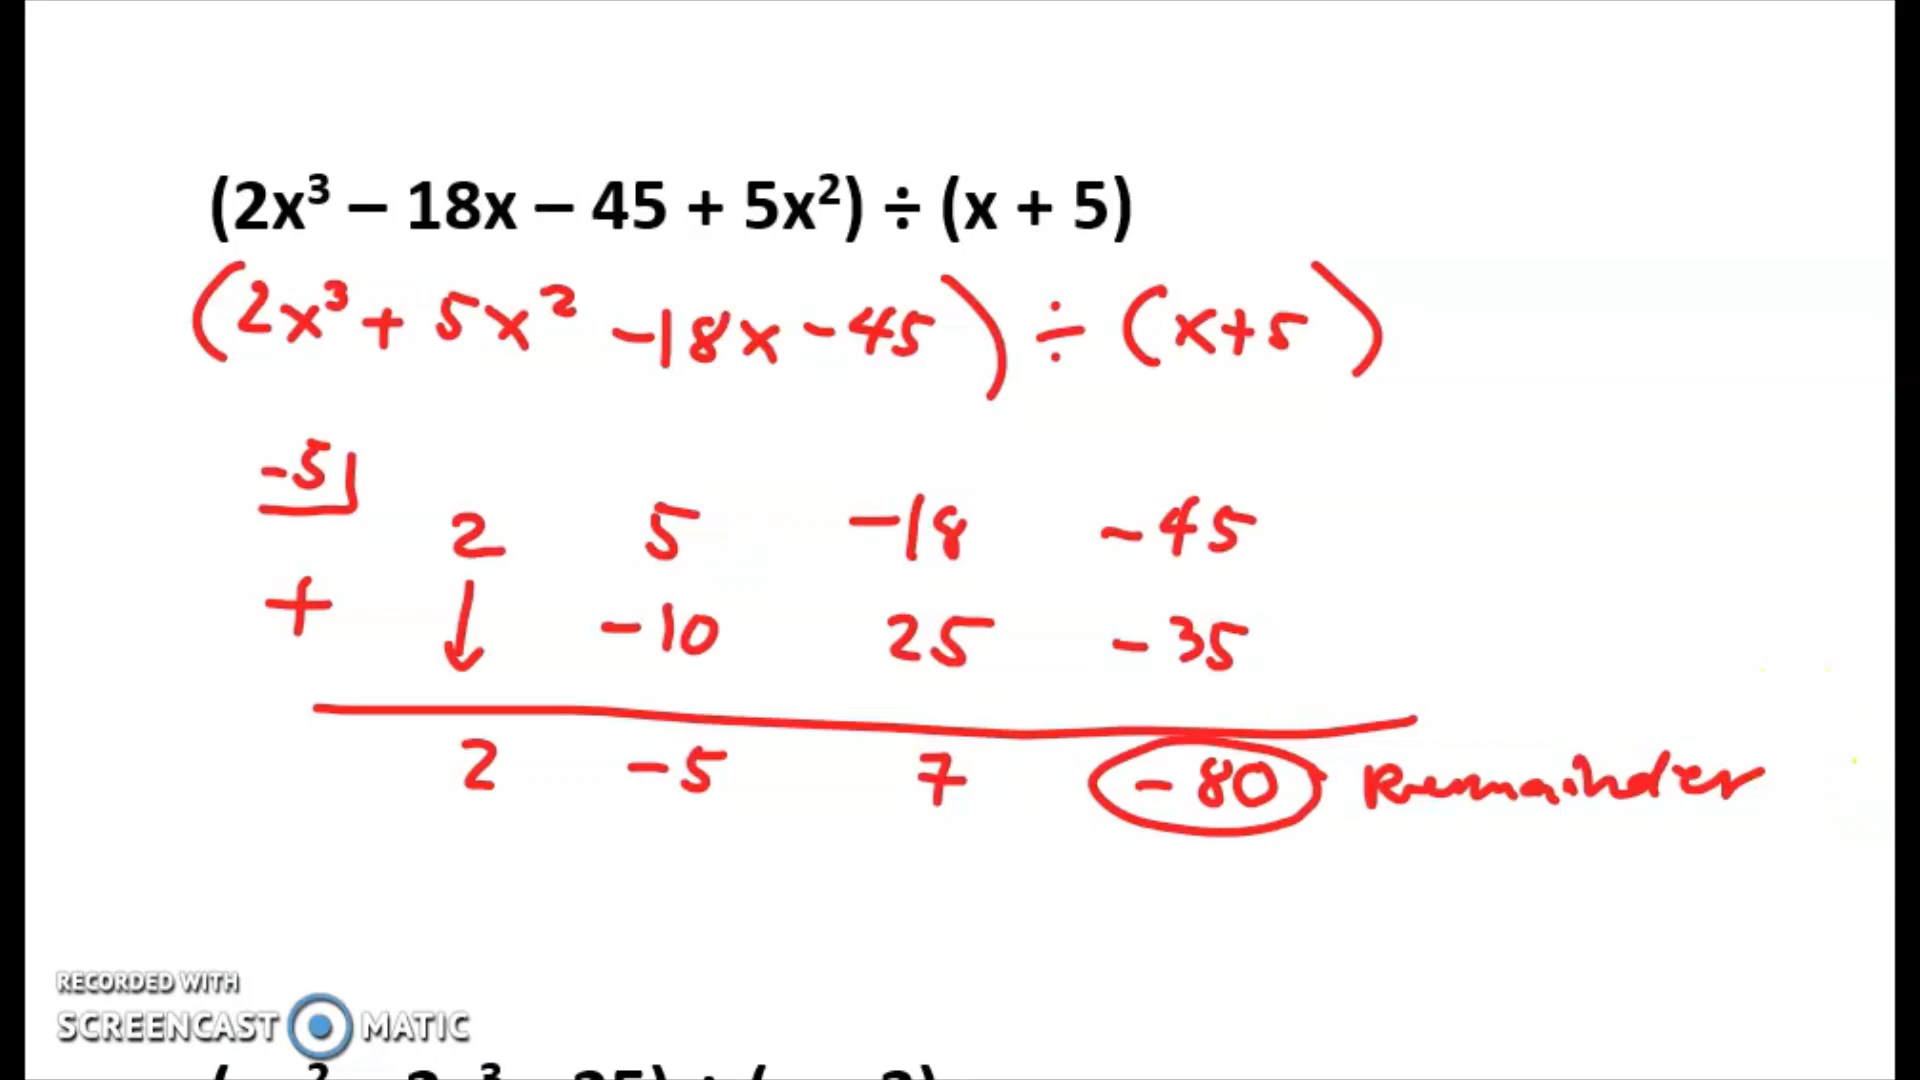 (2x³ – 18x – 45 + 5x²) ÷ (x + 5)
(2x³ + 5x² -18x -45) ÷ (x+5)
-5
2 5 -18 -45
+ ↓ -10 25 -35
2 -5 7 -80 Remainder
RECORDED WITH
SCREENCAST MATIC